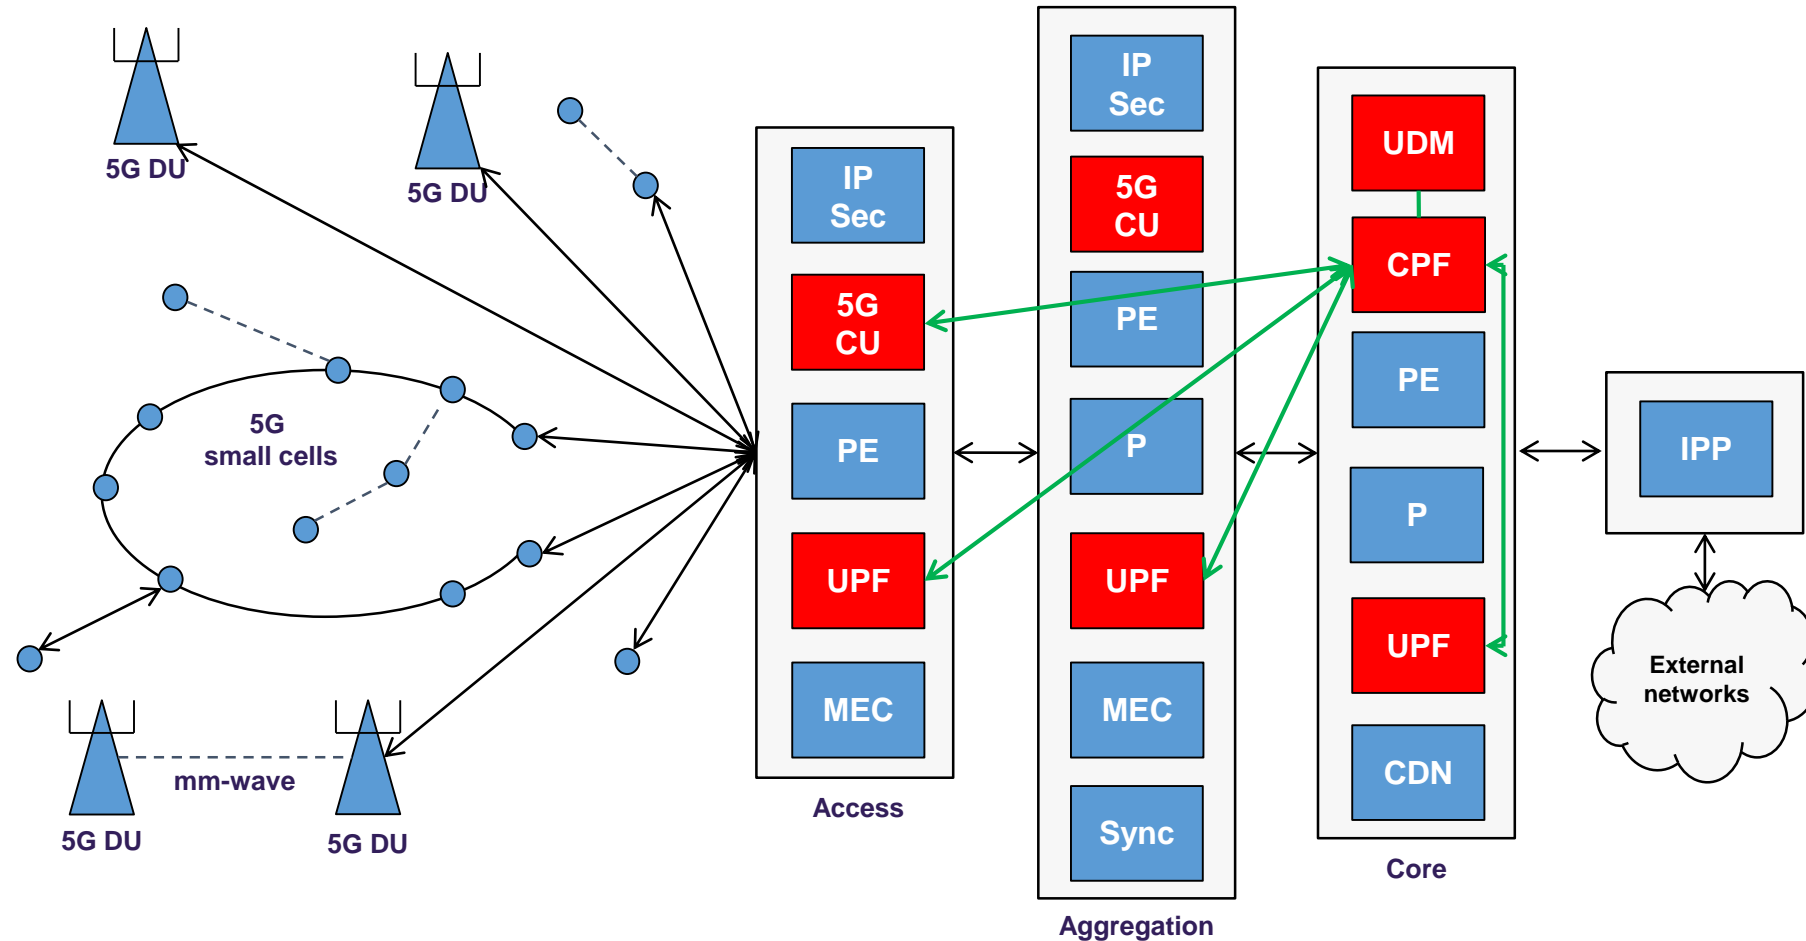 5G DU
5G DU
5G
small cells
mm-wave
5G DU
5G DU
IP
Sec
5G
CU
PE
UPF
MEC
Access
IP
Sec
5G
CU
PE
P
UPF
MEC
Sync
Aggregation
UDM
CPF
PE
P
UPF
CDN
Core
IPP
External
networks